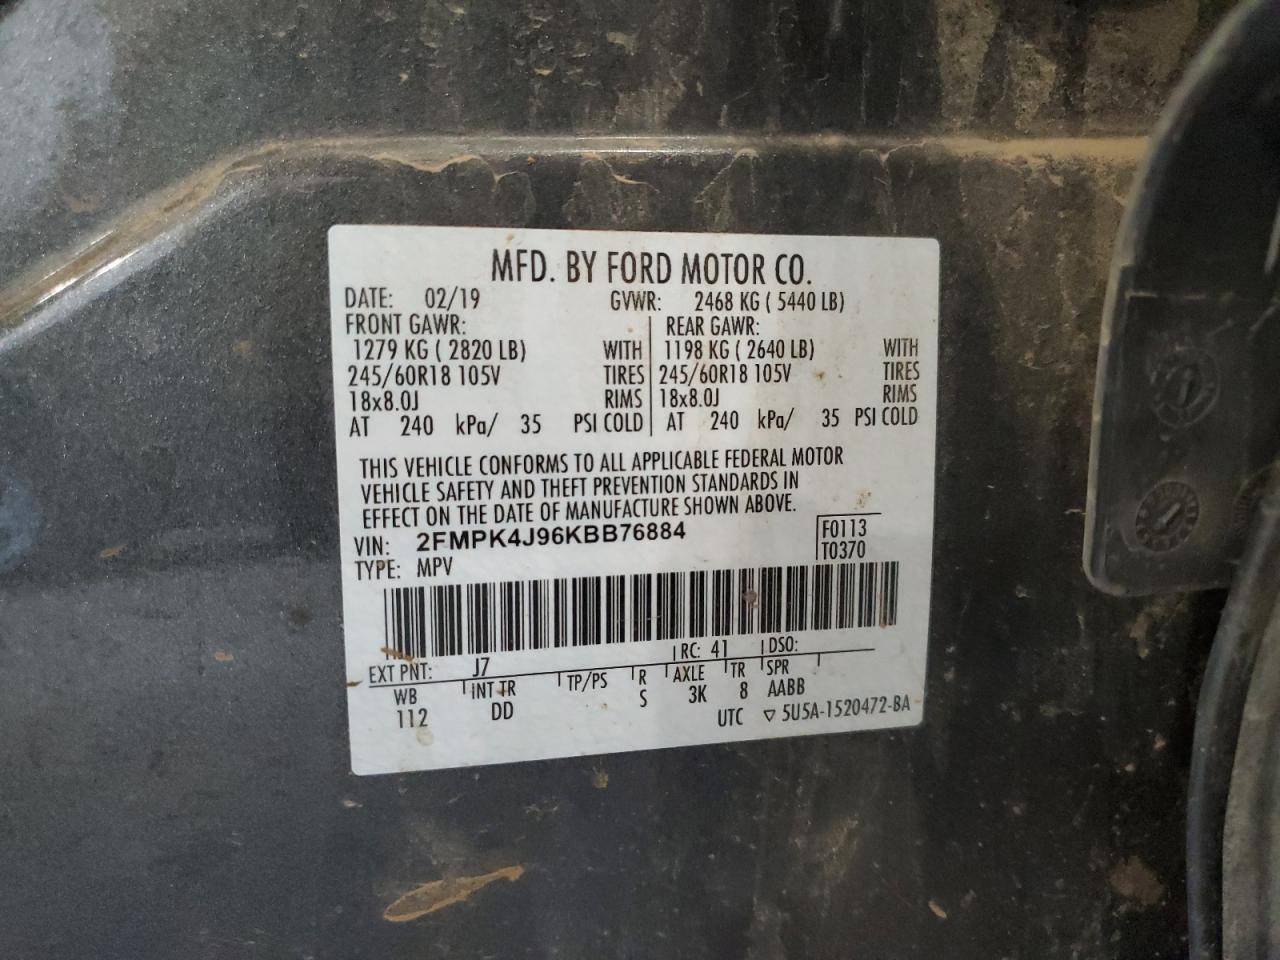 MFD. BY FORD MOTOR CO.
DATE: 02/19 GVWR: 2468 KG ( 5440 LB)
FRONT GAWR: REAR GAWR:
1279 KG ( 2820 LB) WITH 1198 KG ( 2640 LB) WITH
245/60R18 105V TIRES 245/60R18 105V TIRES
18x8.0J RIMS 18x8.0J RIMS
AT 240 kPa/ 35 PSI COLD AT 240 kPa/ 35 PSI COLD
THIS VEHICLE CONFORMS TO ALL APPLICABLE FEDERAL MOTOR
VEHICLE SAFETY AND THEFT PREVENTION STANDARDS IN
EFFECT ON THE DATE OF MANUFACTURE SHOWN ABOVE.
VIN: 2FMPK4J96KBB76884 F0113
TYPE: MPV T0370
EXT PNT: J7 RC: 41 DSO:
WB INT TR TP/PS R AXLE TR SPR
112 DD S 3K 8 AABB
UTC ▽ 5U5A-1520472-BA